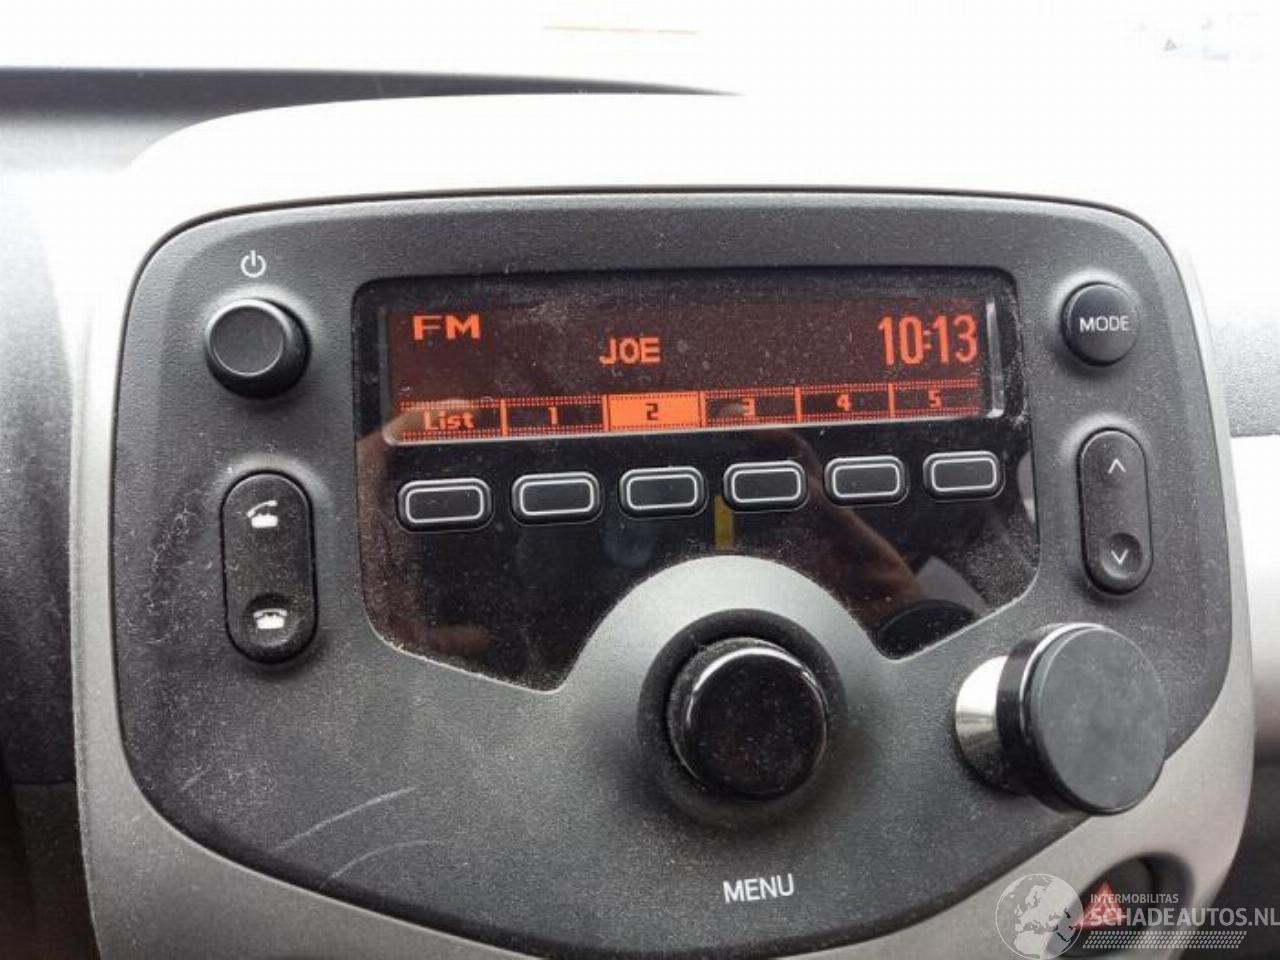 FM
JOE
10:13
MODE
List 1 2 3 4 5
MENU
INTERMOBILITAS
SCHADEAUTOS.NL